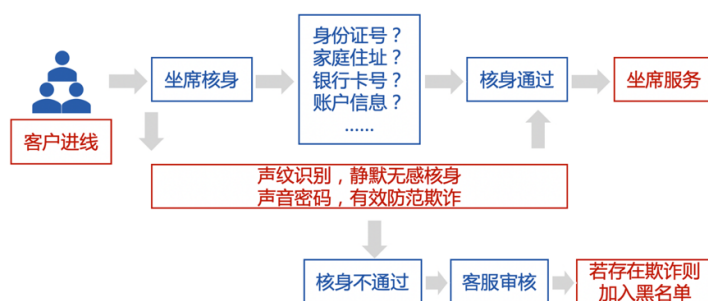 客户进线
坐席核身
身份证号？
家庭住址？
银行卡号？
账户信息？
……
核身通过
坐席服务
声纹识别，静默无感核身
声音密码，有效防范欺诈
核身不通过
客服审核
若存在欺诈则
加入黑名单